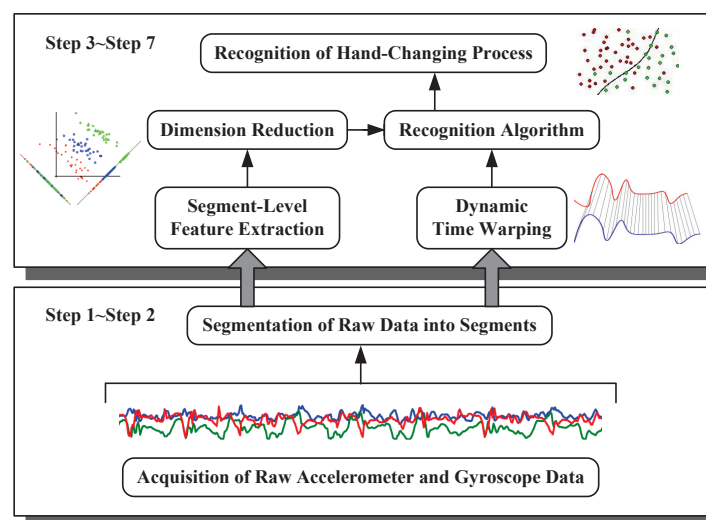 Step 3~Step 7
Recognition of Hand-Changing Process
Dimension Reduction
Recognition Algorithm
Segment-Level
Feature Extraction
Dynamic
Time Warping
Step 1~Step 2
Segmentation of Raw Data into Segments
Acquisition of Raw Accelerometer and Gyroscope Data